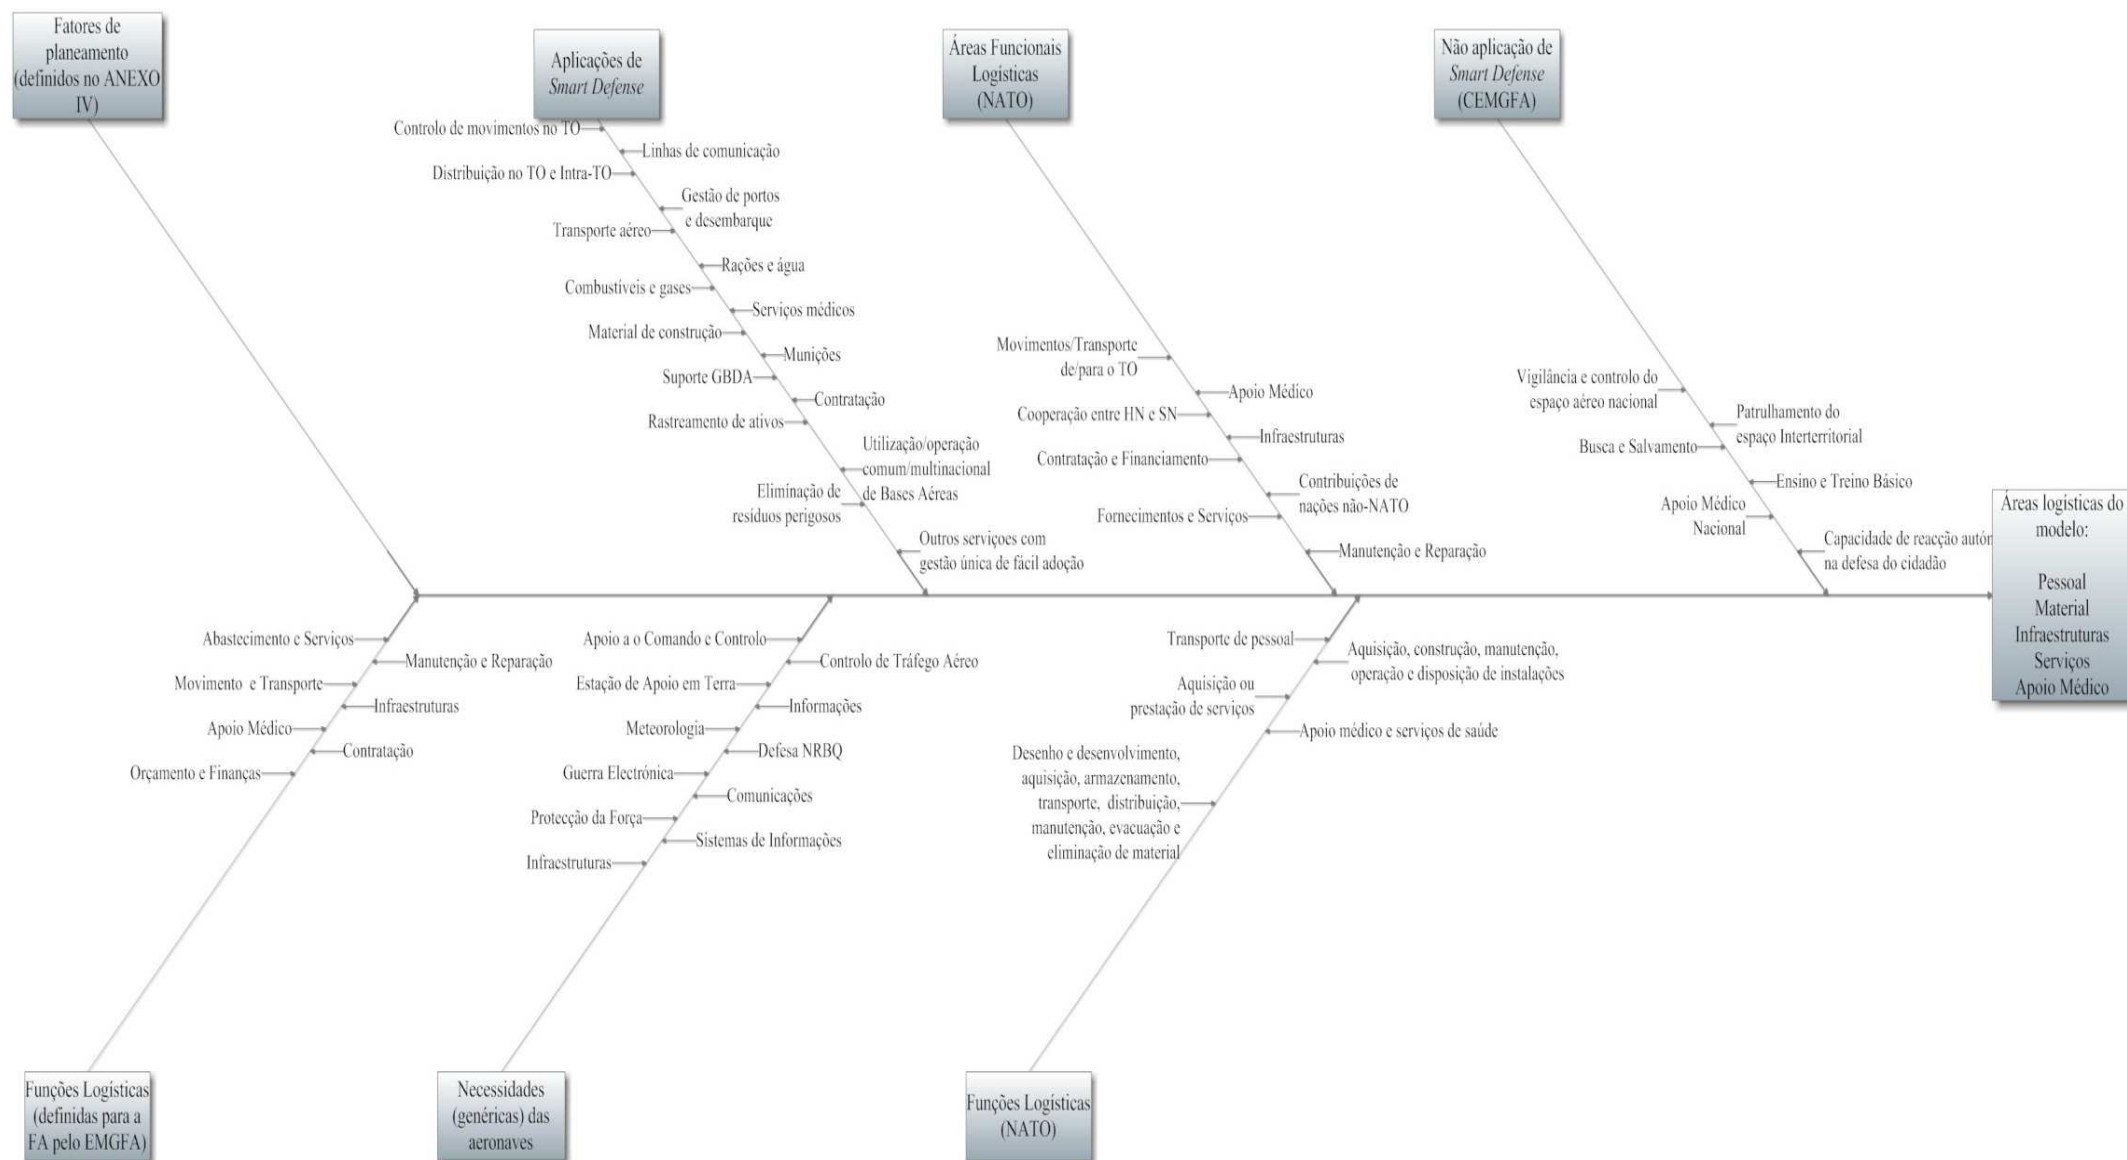 Fatores de
planeamento
(definidos no ANEXO
IV)
Aplicações de
Smart Defense
Áreas Funcionais
Logísticas
(NATO)
Não aplicação de
Smart Defense
(CEMGFA)
Controlo de movimentos no TO
Linhas de comunicação
Distribuição no TO e Intra-TO
Gestão de portos
e desembarque
Transporte aéreo
Rações e água
Combustíveis e gases
Serviços médicos
Material de construção
Munições
Suporte GBDA
Contratação
Rastreamento de ativos
Utilização/operação
comum/multinacional
de Bases Aéreas
Eliminação de
resíduos perigosos
Outros serviçoes com
gestão única de fácil adoção
Movimentos/Transporte
de/para o TO
Apoio Médico
Cooperação entre HN e SN
Infraestruturas
Contratação e Financiamento
Contribuições de
nações não-NATO
Fornecimentos e Serviços
Manutenção e Reparação
Vigilância e controlo do
espaço aéreo nacional
Patrulhamento do
espaço Interterritorial
Busca e Salvamento
Ensino e Treino Básico
Apoio Médico
Nacional
Capacidade de reacção autón
na defesa do cidadão
Áreas logísticas do
modelo:
Pessoal
Material
Infraestruturas
Serviços
Apoio Médico
Abastecimento e Serviços
Manutenção e Reparação
Movimento e Transporte
Infraestruturas
Apoio Médico
Contratação
Orçamento e Finanças
Apoio a o Comando e Controlo
Controlo de Tráfego Aéreo
Estação de Apoio em Terra
Informações
Meteorologia
Defesa NRBQ
Guerra Electrónica
Comunicações
Protecção da Força
Sistemas de Informações
Infraestruturas
Transporte de pessoal
Aquisição, construção, manutenção,
operação e disposição de instalações
Aquisição ou
prestação de serviços
Apoio médico e serviços de saúde
Desenho e desenvolvimento,
aquisição, armazenamento,
transporte, distribuição,
manutenção, evacuação e
eliminação de material
Funções Logísticas
(definidas para a
FA pelo EMGFA)
Necessidades
(genéricas) das
aeronaves
Funções Logísticas
(NATO)